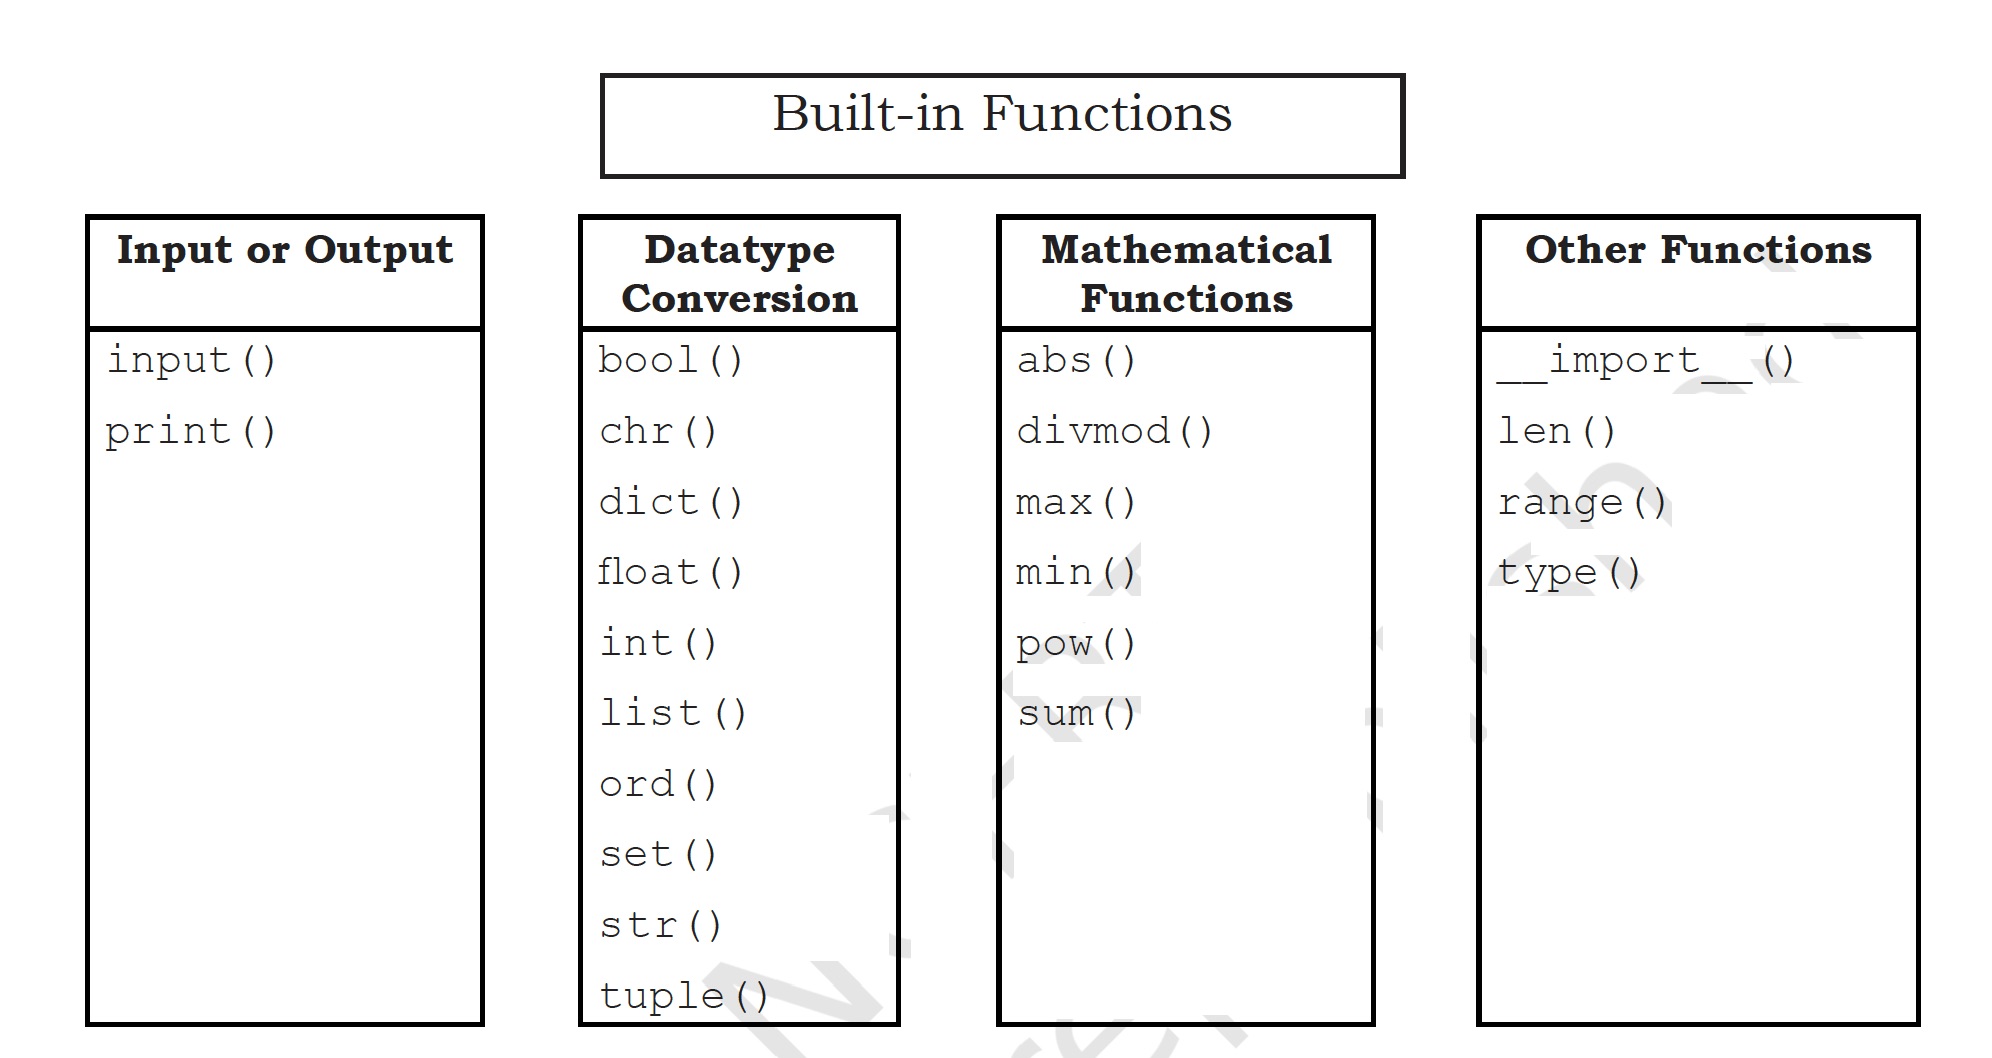 Built-in Functions
Input or Output
input()
print()
Datatype
Conversion
bool()
chr()
dict()
float()
int()
list()
ord()
set()
str()
tuple()
Mathematical
Functions
abs()
divmod()
max()
min()
pow()
sum()
Other Functions
__import__()
len()
range()
type()